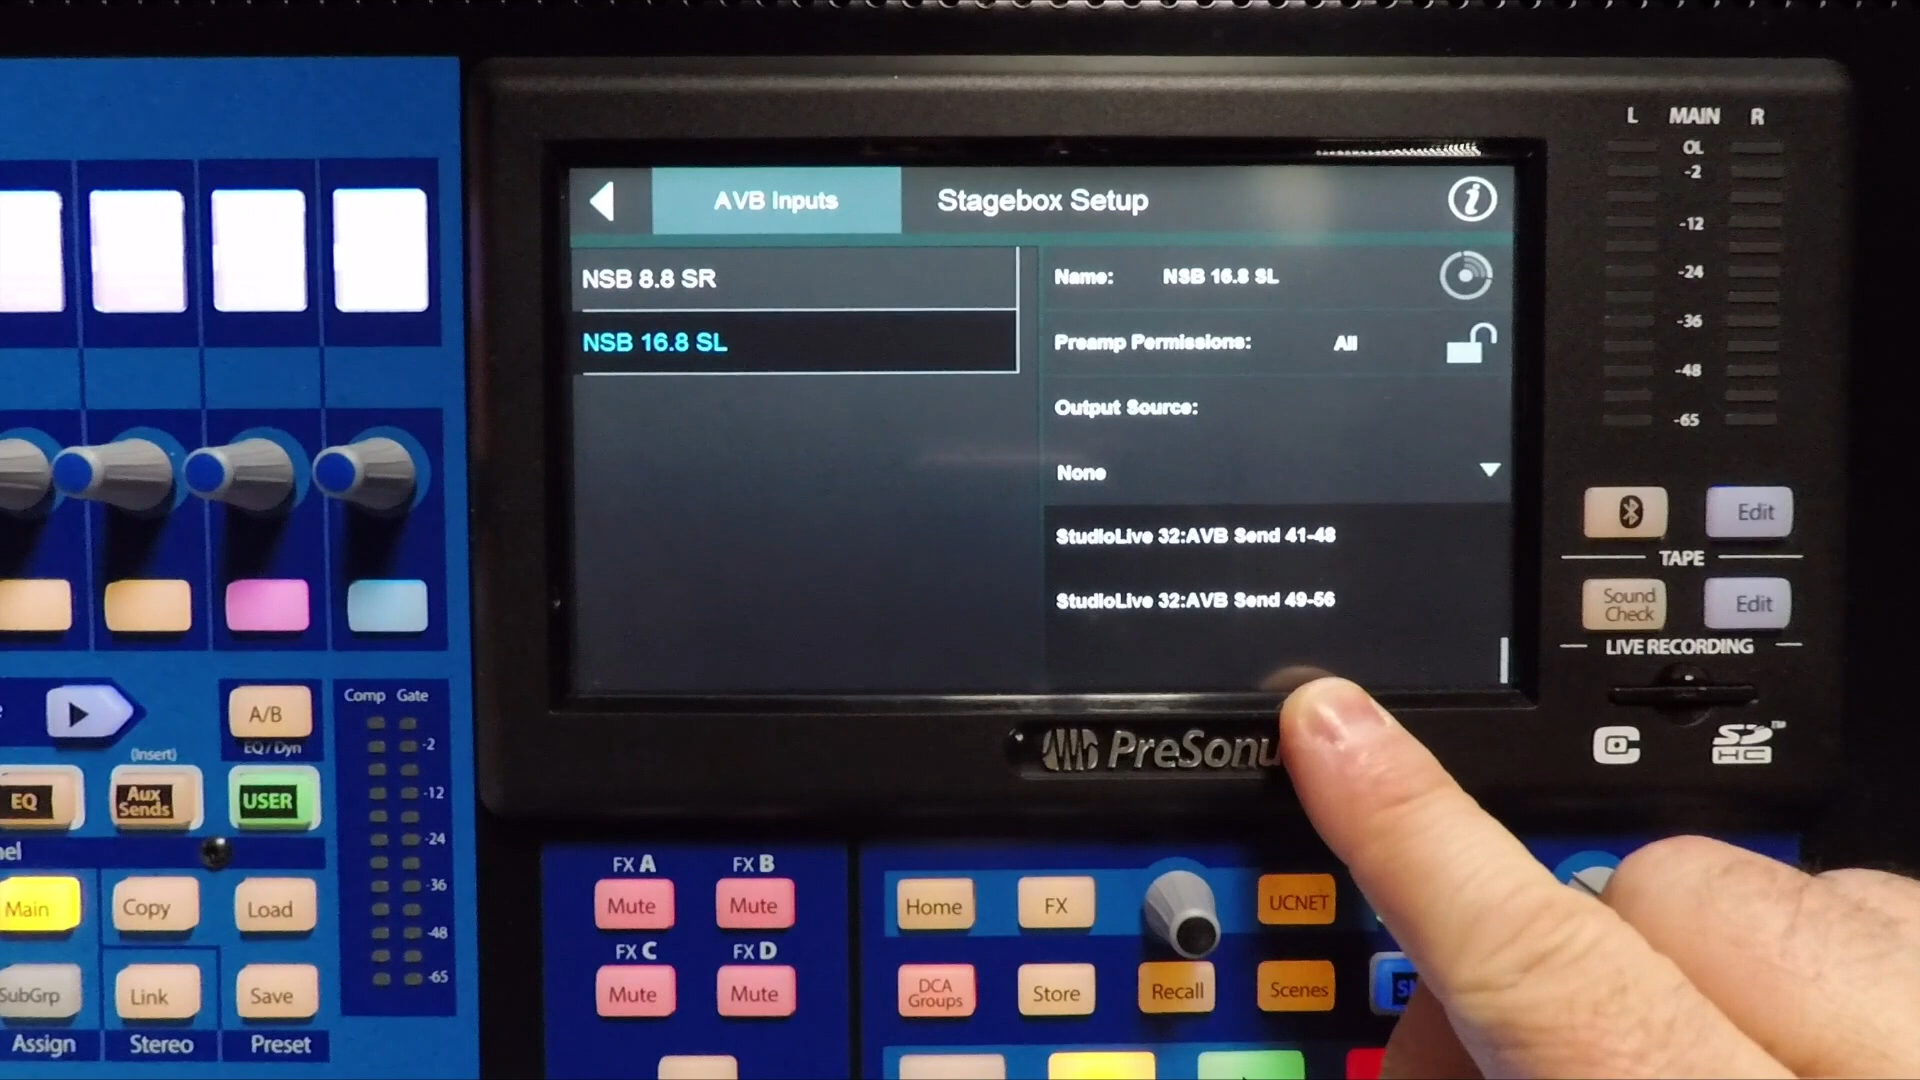 L MAIN R
OL
-2
-12
-24
-36
-48
-65
AVB Inputs
Stagebox Setup
NSB 8.8 SR
NSB 16.8 SL
Name: NSB 16.8 SL
Preamp Permissions: All
Output Source:
None
StudioLive 32:AVB Send 41-48
StudioLive 32:AVB Send 49-56
Edit
TAPE
Sound Check
Edit
LIVE RECORDING
PreSonu
Comp Gate
-2
-12
-24
-36
-48
-65
A/B
EQ/Dyn
(Insert)
EQ
Aux Sends
USER
Main
Copy
Load
SubGrp
Link
Save
Assign
Stereo
Preset
FX A
FX B
Mute
Mute
FX C
FX D
Mute
Mute
Home
FX
UCNET
DCA Groups
Store
Recall
Scenes